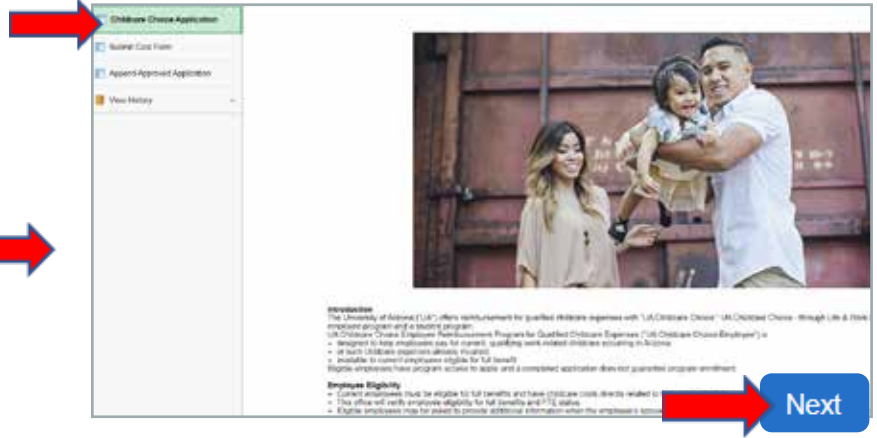 Childcare Choice Application
Submit Cost Form
Append Approved Application
View History
Introduction
The University of Arizona ("UA") offers reimbursement for qualified childcare expenses with "UA Childcare Choice" UA Childcare Choice - through Life & Work
employee program and a student program.
UA Childcare Choice Employee Reimbursement Program for Qualified Childcare Expenses ("UA Childcare Choice Employee") is
designed to help employees pay for current, qualifying work-related childcare occurring in Arizona
or such childcare expenses already incurred
available to current employees eligible for full benefit
Eligible employees have program access to apply and a completed application does not guarantee program enrollment
Employee Eligibility
Current employees must be eligible for full benefits and have childcare costs directly related to
This office will verify employee eligibility for full benefits and FTE status
Eligible employees may be asked to provide additional information when the employee's
Next